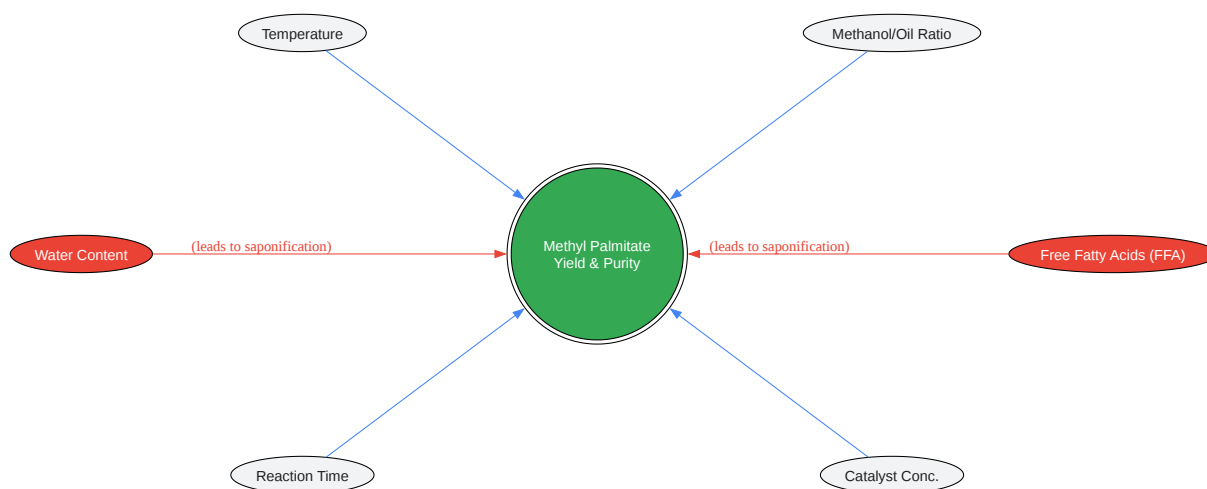 Temperature
Methanol/Oil Ratio
Water Content
(leads to saponification)
Methyl Palmitate
Yield & Purity
(leads to saponification)
Free Fatty Acids (FFA)
Reaction Time
Catalyst Conc.